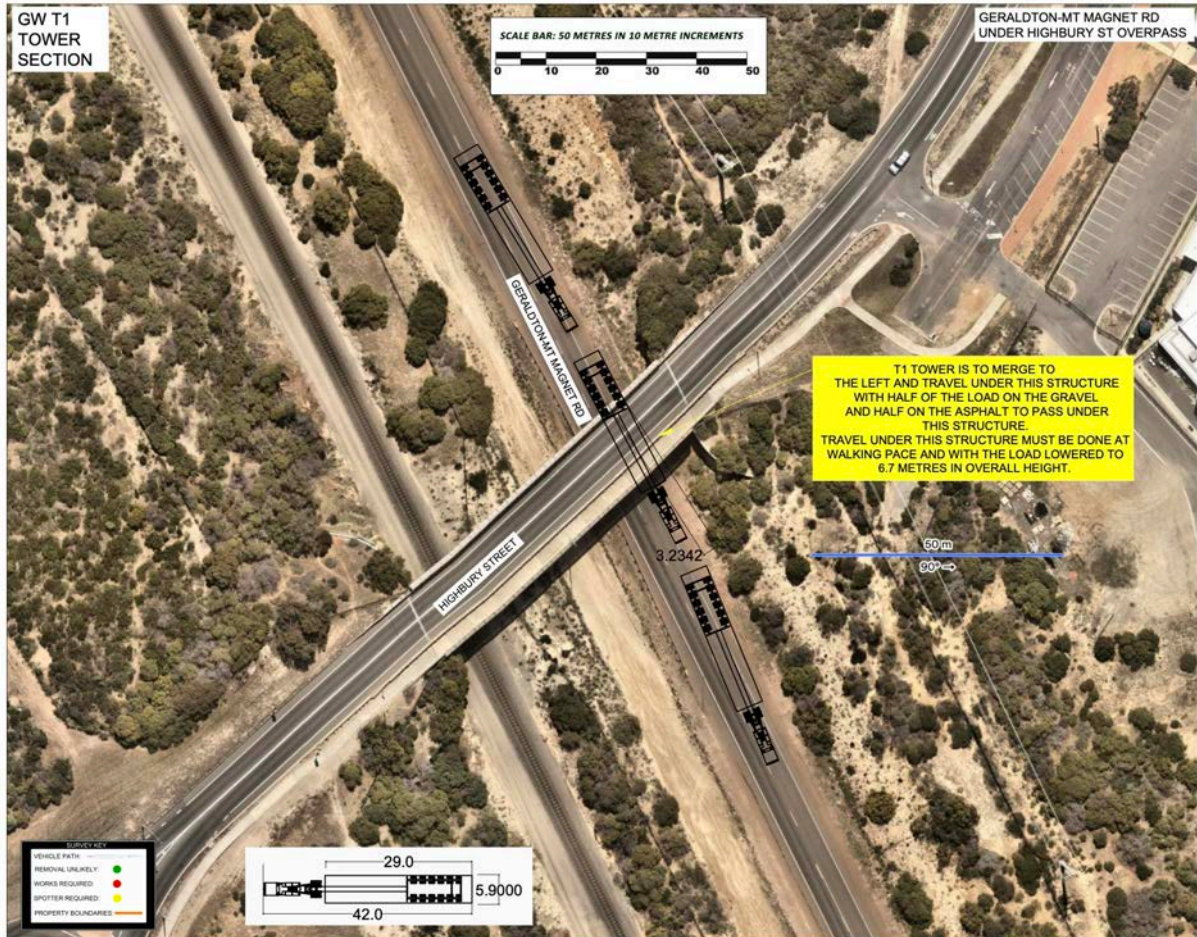 GW T1
TOWER
SECTION
SCALE BAR: 50 METRES IN 10 METRE INCREMENTS
0 10 20 30 40 50
GERALDTON-MT MAGNET RD
UNDER HIGHBURY ST OVERPASS
GERALDTON-MT MAGNET RD
T1 TOWER IS TO MERGE TO
THE LEFT AND TRAVEL UNDER THIS STRUCTURE
WITH HALF OF THE LOAD ON THE GRAVEL
AND HALF ON THE ASPHALT TO PASS UNDER
THIS STRUCTURE.
TRAVEL UNDER THIS STRUCTURE MUST BE DONE AT
WALKING PACE AND WITH THE LOAD LOWERED TO
6.7 METRES IN OVERALL HEIGHT.
HIGHBURY STREET
3.2342
50 m
90° →
SURVEY KEY
VEHICLE PATH:
REMOVAL UNLIKELY:
WORKS REQUIRED:
SPOTTER REQUIRED:
PROPERTY BOUNDARIES:
29.0
5.9000
42.0